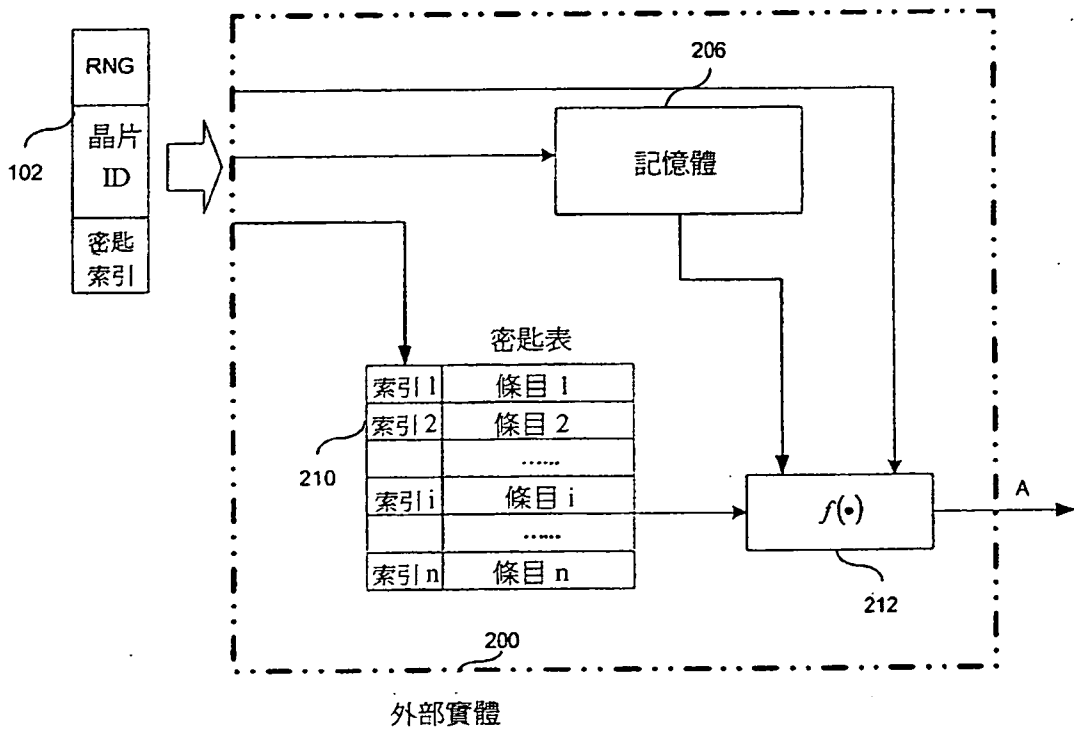 RNG
晶片
ID
密匙
索引
102
206
記憶體
密匙表
索引1 條目1
索引2 條目2
......
索引i 條目i
......
索引n 條目n
210
f(•)
212
A
200
外部實體